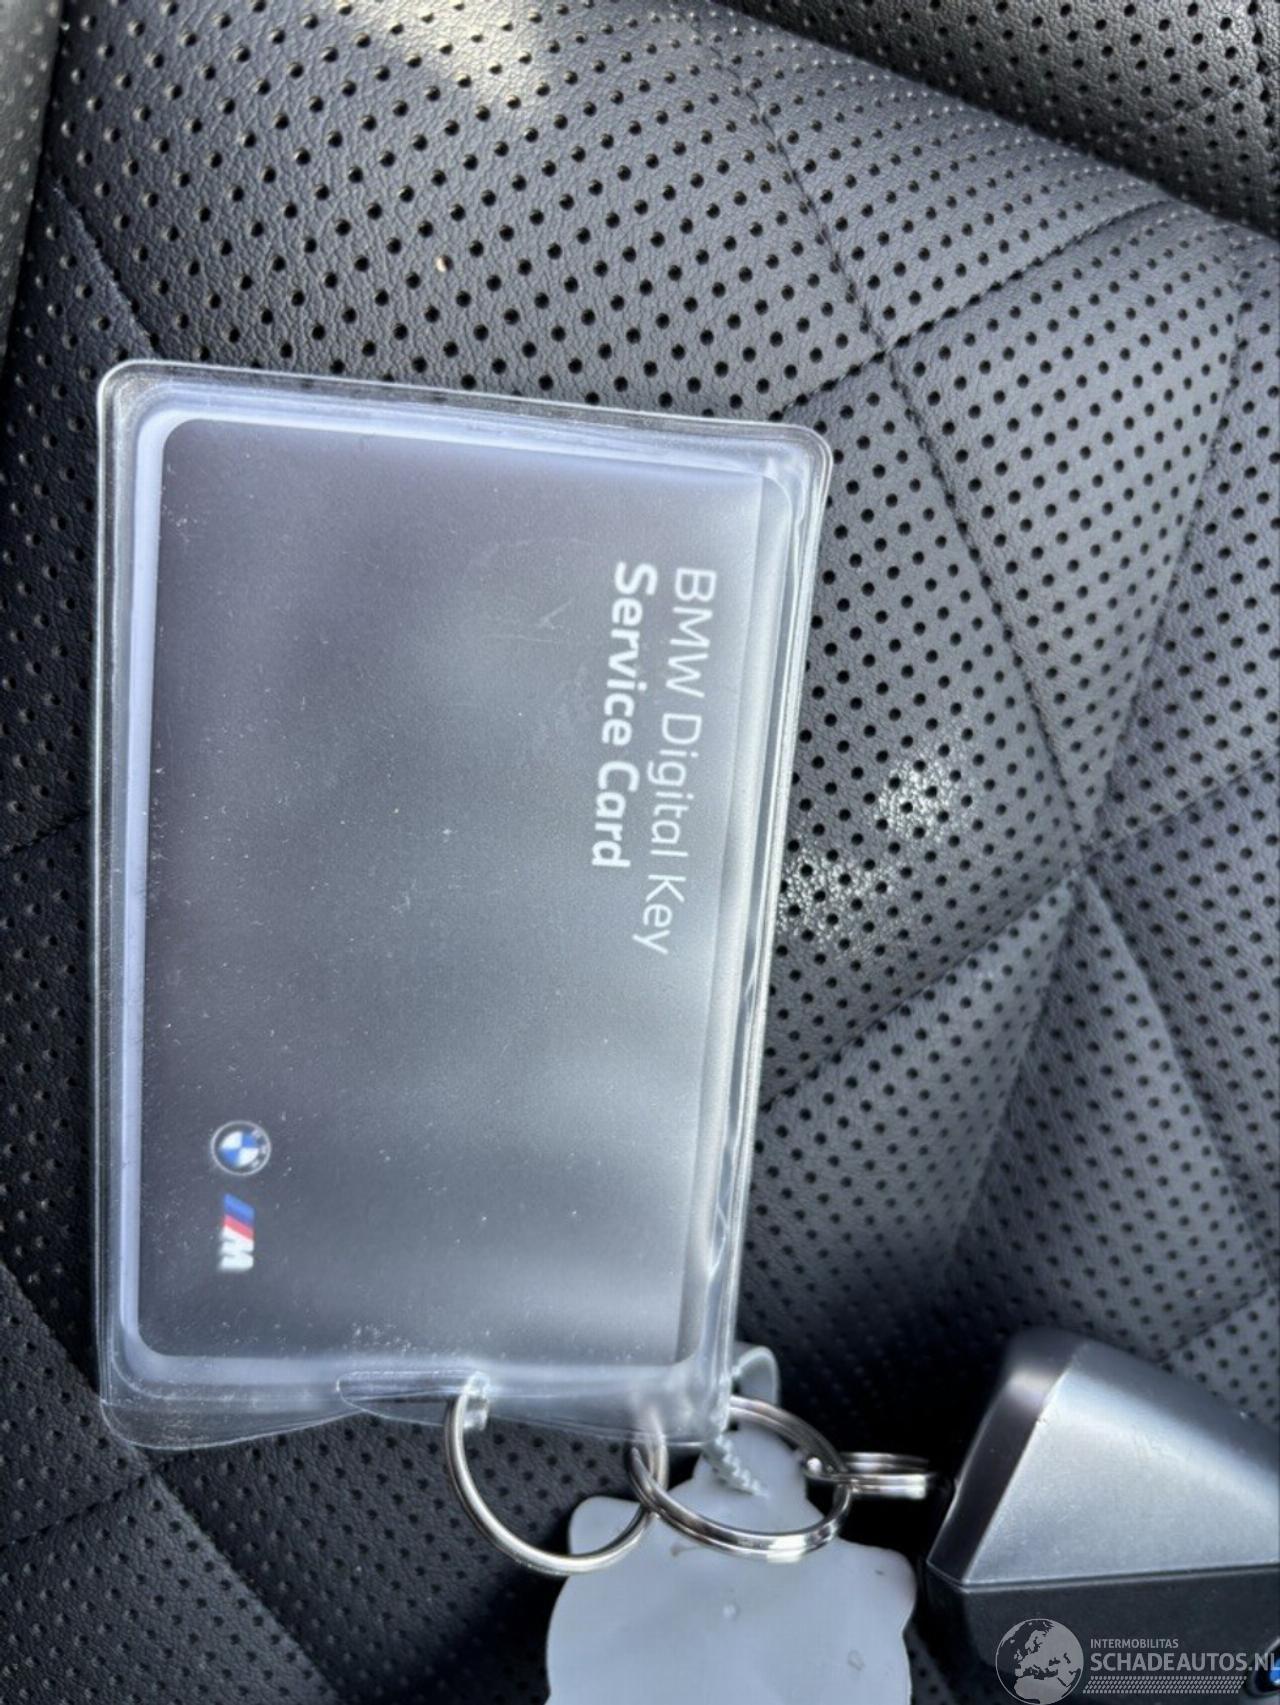 BMW Digital Key
Service Card
M
INTERMOBILITAS
SCHADEAUTOS.NL